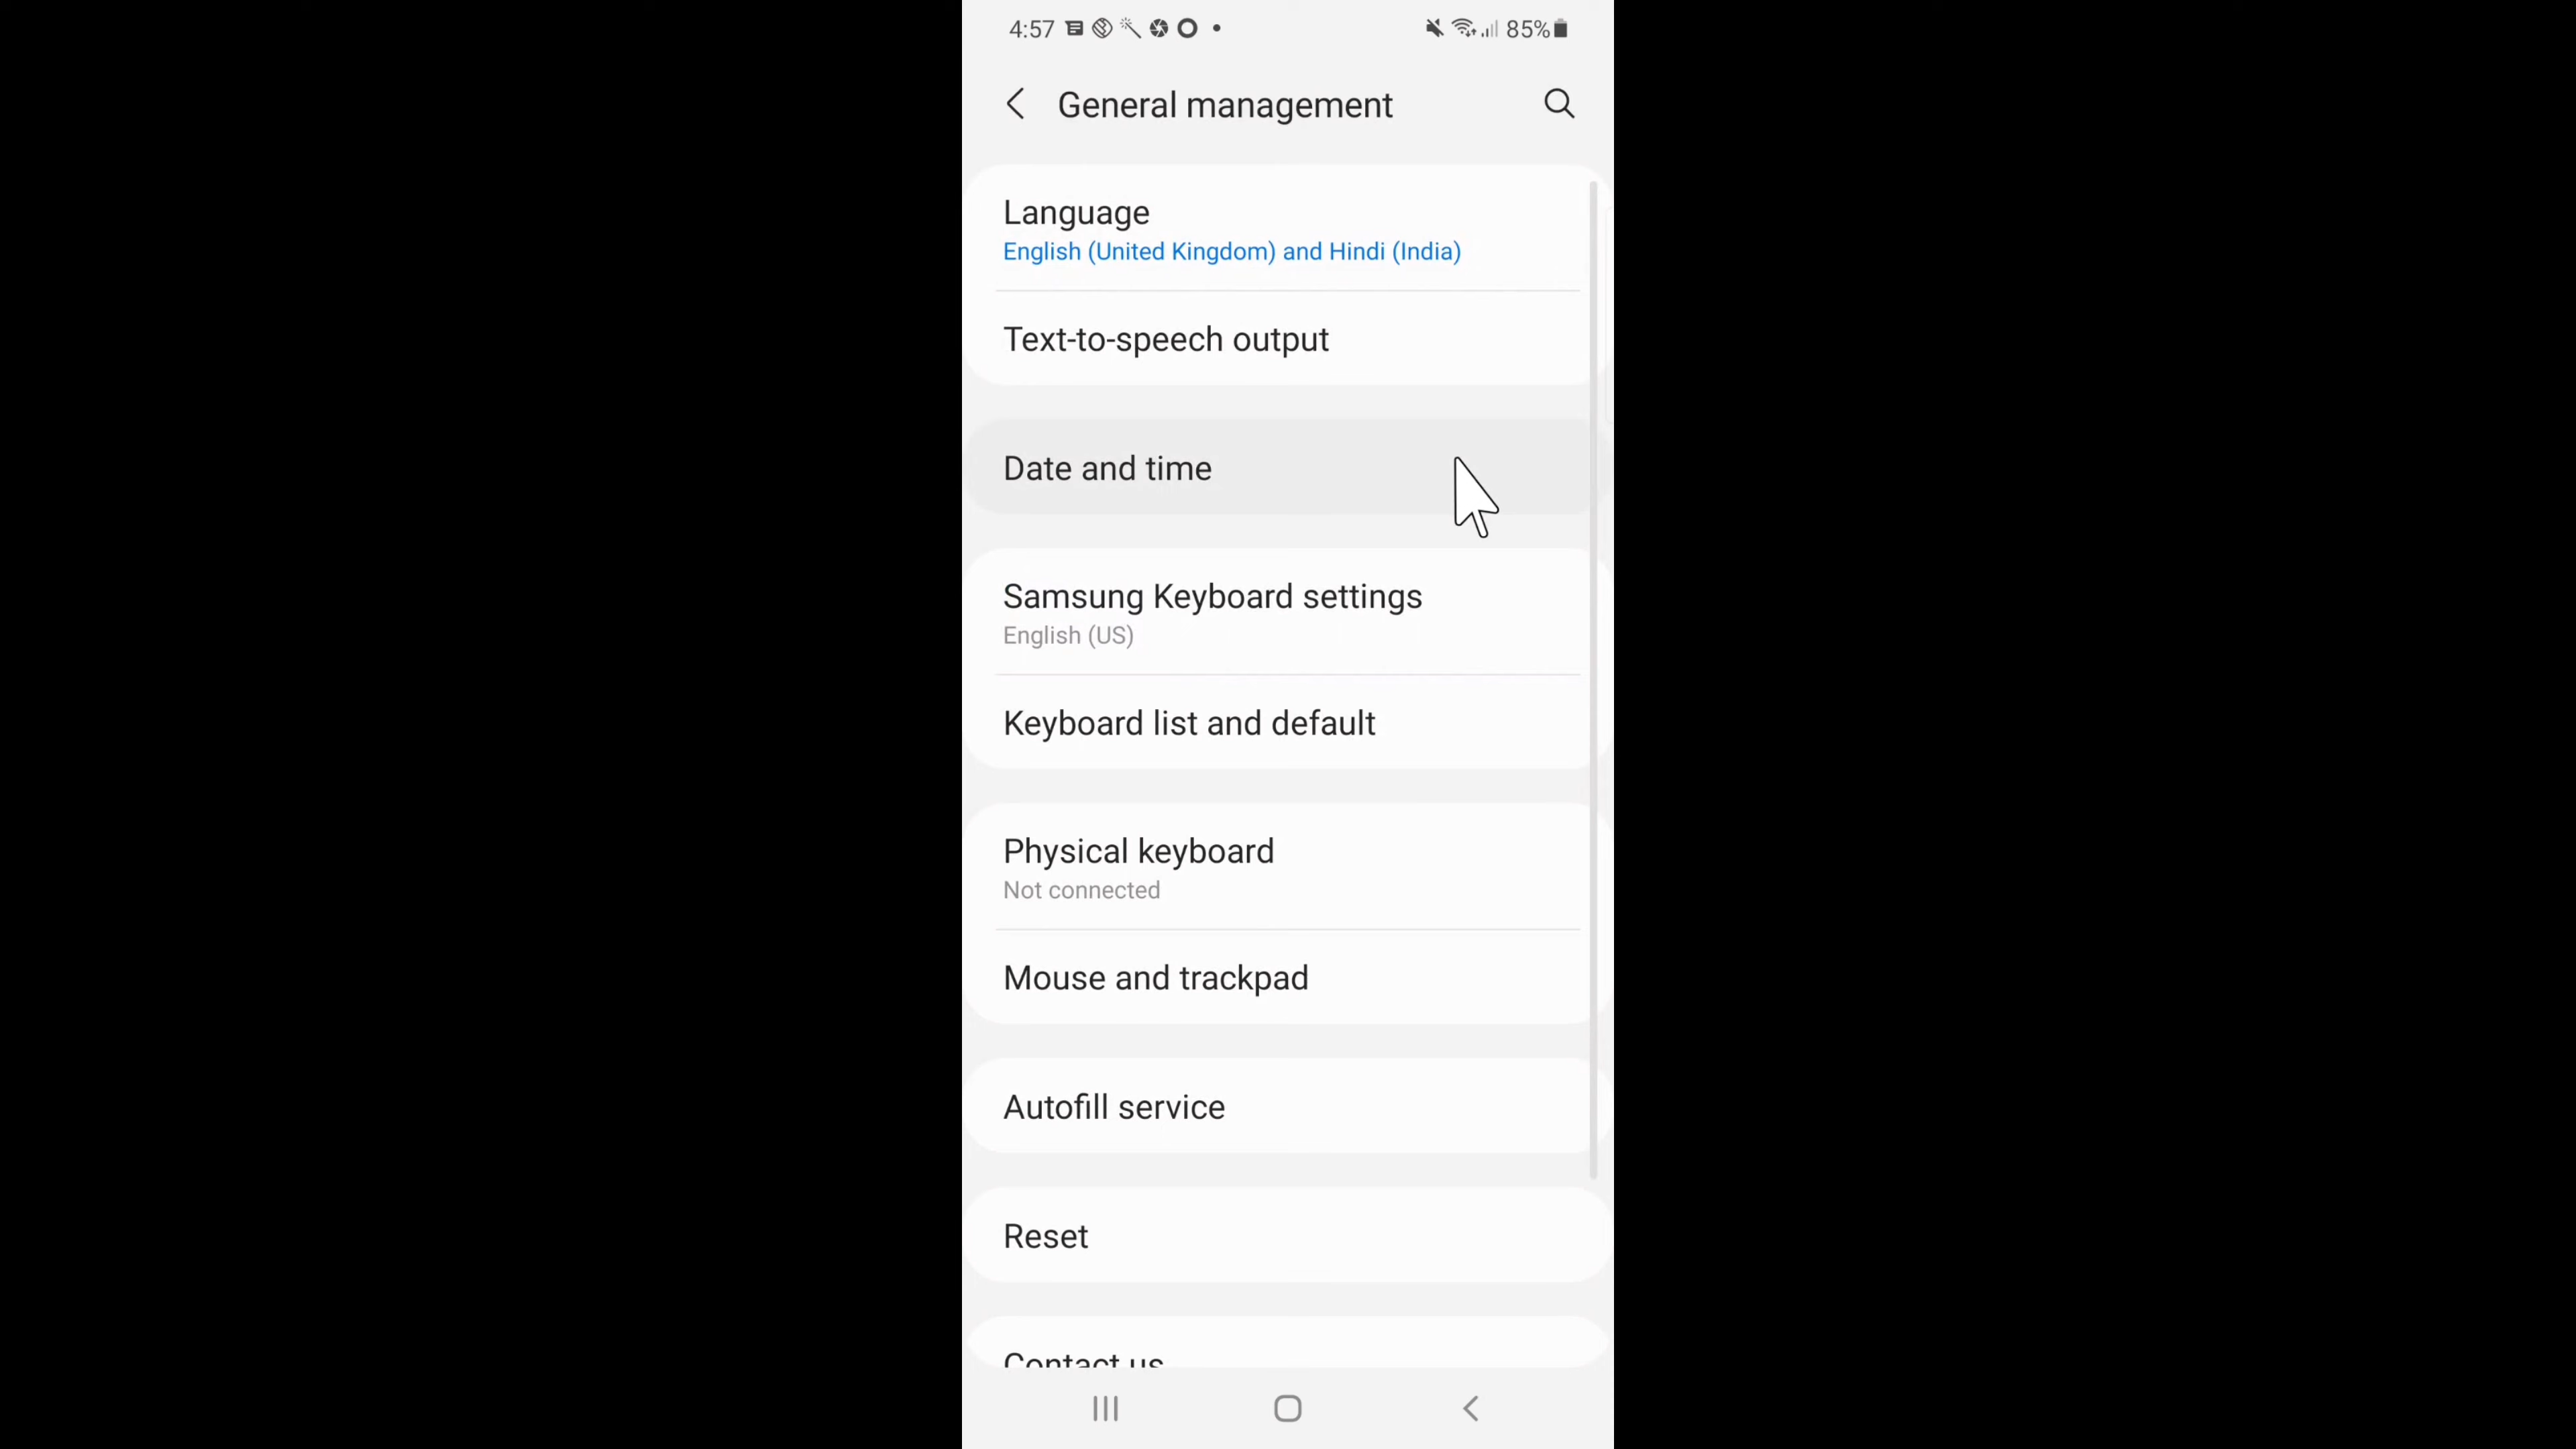 4:57
85%
General management
Language
English (United Kingdom) and Hindi (India)
Text-to-speech output
Date and time
Samsung Keyboard settings
English (US)
Keyboard list and default
Physical keyboard
Not connected
Mouse and trackpad
Autofill service
Reset
Contact us